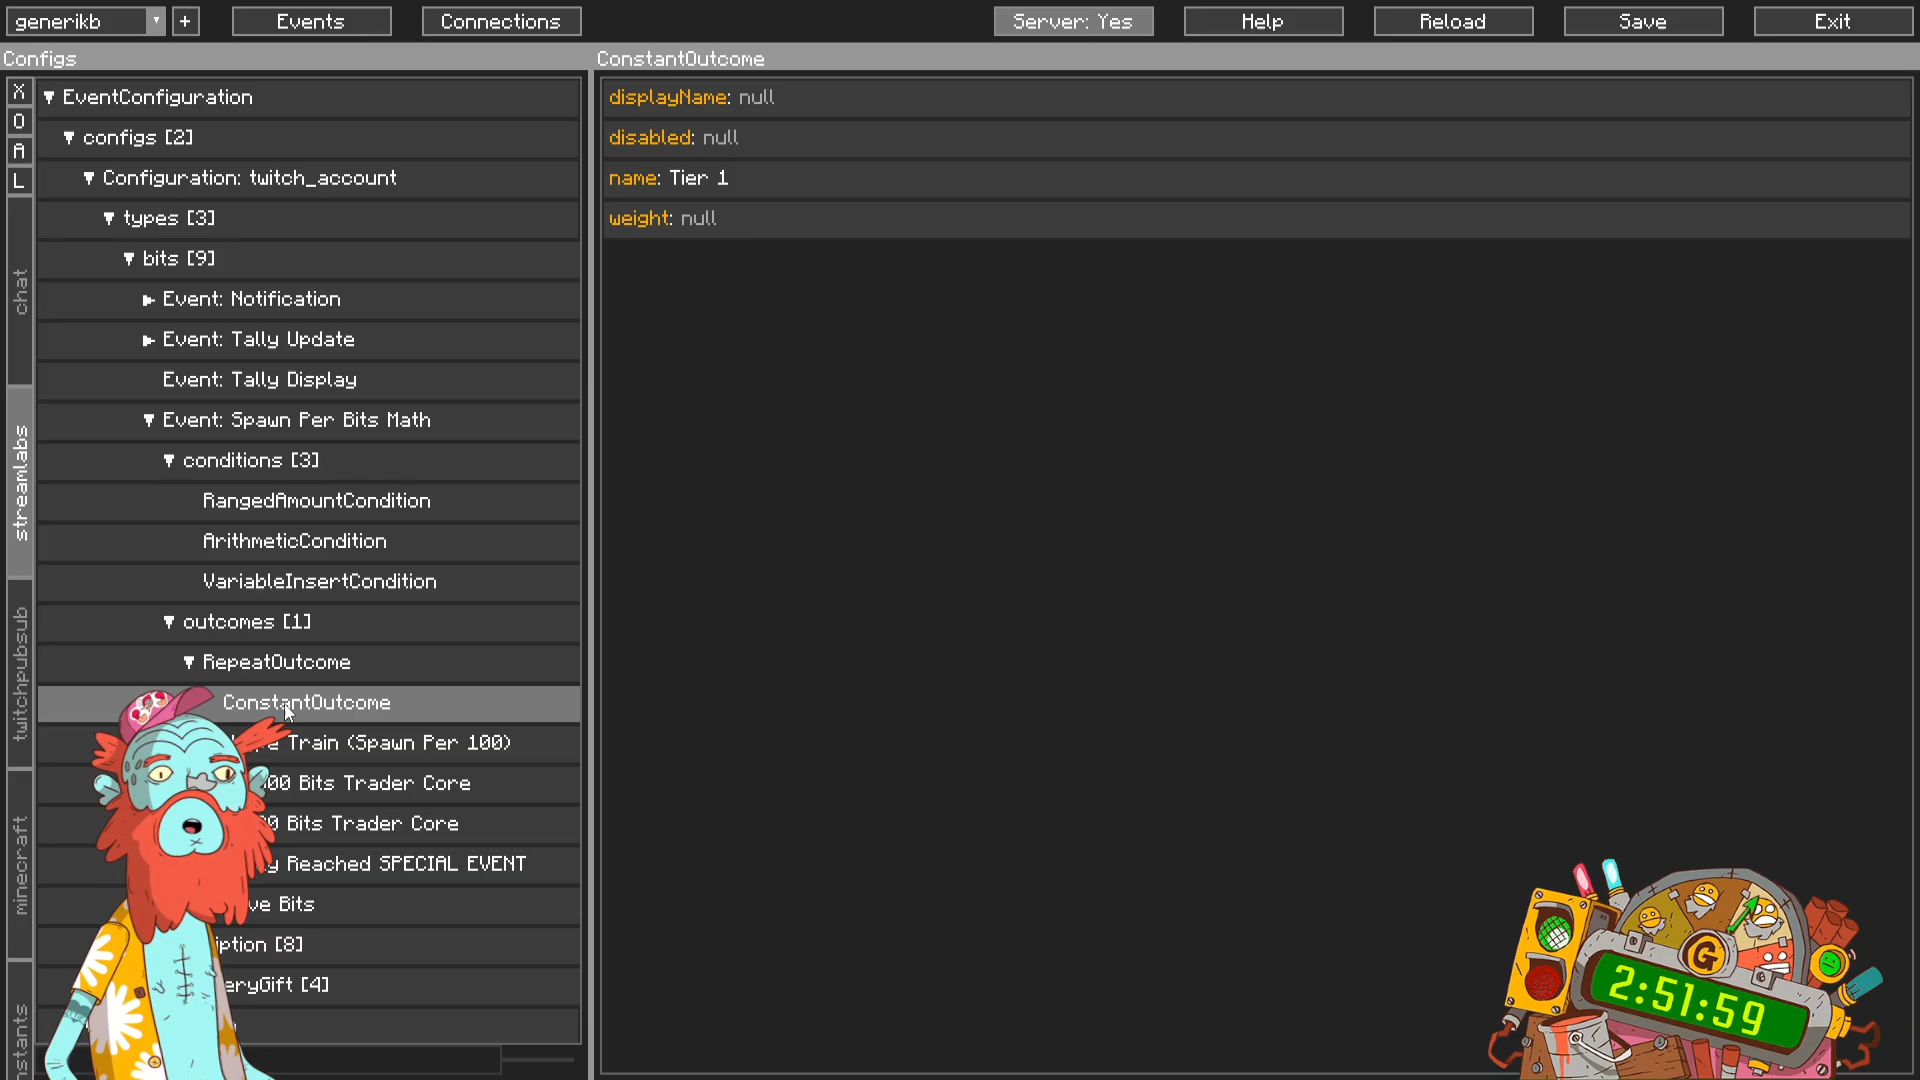 generikb
+
Events
Connections
Server: Yes
Help
Reload
Save
Exit
Configs
ConstantOutcome
X
O
A
L
chat
streamlabs
twitchpubsub
minecraft
EventConfiguration
configs [2]
Configuration: twitch_account
types [3]
bits [9]
Event: Notification
Event: Tally Update
Event: Tally Display
Event: Spawn Per Bits Math
conditions [3]
RangedAmountCondition
ArithmeticCondition
VariableInsertCondition
outcomes [1]
RepeatOutcome
ConstantOutcome
Train (Spawn Per 100)
Bits Trader Core
Bits Trader Core
Reached SPECIAL EVENT
Bits
[8]
[4]
displayName: null
disabled: null
name: Tier 1
weight: null
G
2:51:59